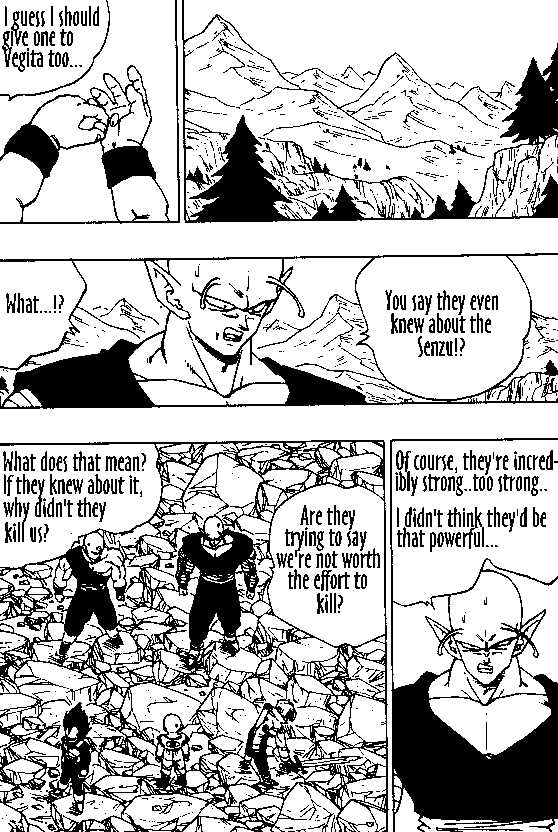 I guess I should
give one to
Vegita too...
What...!?
You say they even
knew about the
Senzu!?
What does that mean?
If they knew about it,
why didn't they
kill us?
Are they
trying to say
we're not worth
the effort to
kill?
Of course, they're incred-
ibly strong..too strong..
I didn't think they'd be
that powerful...